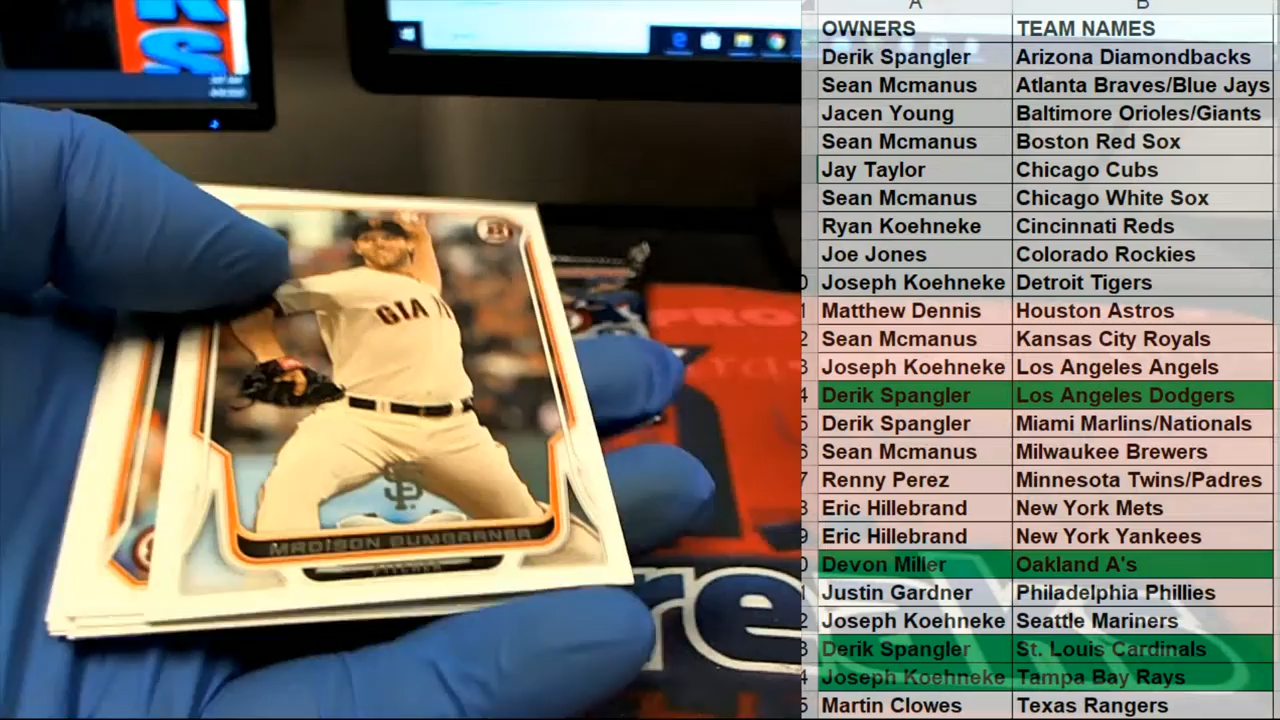 KS
GIA
SF
MADISON BUMGARNER
PITCHER
PRO
re
OWNERS TEAM NAMES
Derik Spangler Arizona Diamondbacks
Sean Mcmanus Atlanta Braves/Blue Jays
Jacen Young Baltimore Orioles/Giants
Sean Mcmanus Boston Red Sox
Jay Taylor Chicago Cubs
Sean Mcmanus Chicago White Sox
Ryan Koehneke Cincinnati Reds
Joe Jones Colorado Rockies
Joseph Koehneke Detroit Tigers
Matthew Dennis Houston Astros
Sean Mcmanus Kansas City Royals
Joseph Koehneke Los Angeles Angels
Derik Spangler Los Angeles Dodgers
Derik Spangler Miami Marlins/Nationals
Sean Mcmanus Milwaukee Brewers
Renny Perez Minnesota Twins/Padres
Eric Hillebrand New York Mets
Eric Hillebrand New York Yankees
Devon Miller Oakland A's
Justin Gardner Philadelphia Phillies
Joseph Koehneke Seattle Mariners
Derik Spangler St. Louis Cardinals
Joseph Koehneke Tampa Bay Rays
Martin Clowes Texas Rangers